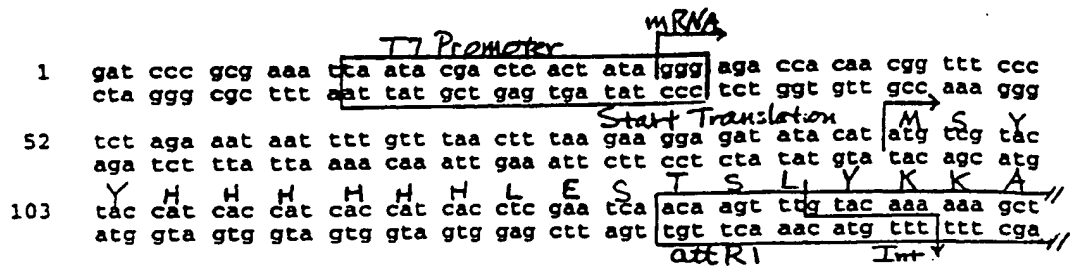 mRNA
T7 Promoter
1 gat ccc gcg aaa ttaa ata cga ctc act ata ggg aga cca caa cgg ttt ccc
cta ggg cgc ttt aatt tat gct gag tga tat ccc tct ggt gtt gcc aaa ggg
Start Translation M S Y
52 tct aga aat aat ttt gtt taa ctt taa gaa gga gat ata cat atg tcg tac
aga tct tta tta aaa caa att gaa att ctt cct cta tat gta tac agc atg
Y H H H H H H L E S T S L Y K K A
103 tac cat cac cat cac cat cac ctc gaa tca aca agt ttg tac aaa aaa gct
atg gta gtg gta gtg gta gtg gag ctt agt tgt tca aac atg ttt ttt cga
attR1 Int